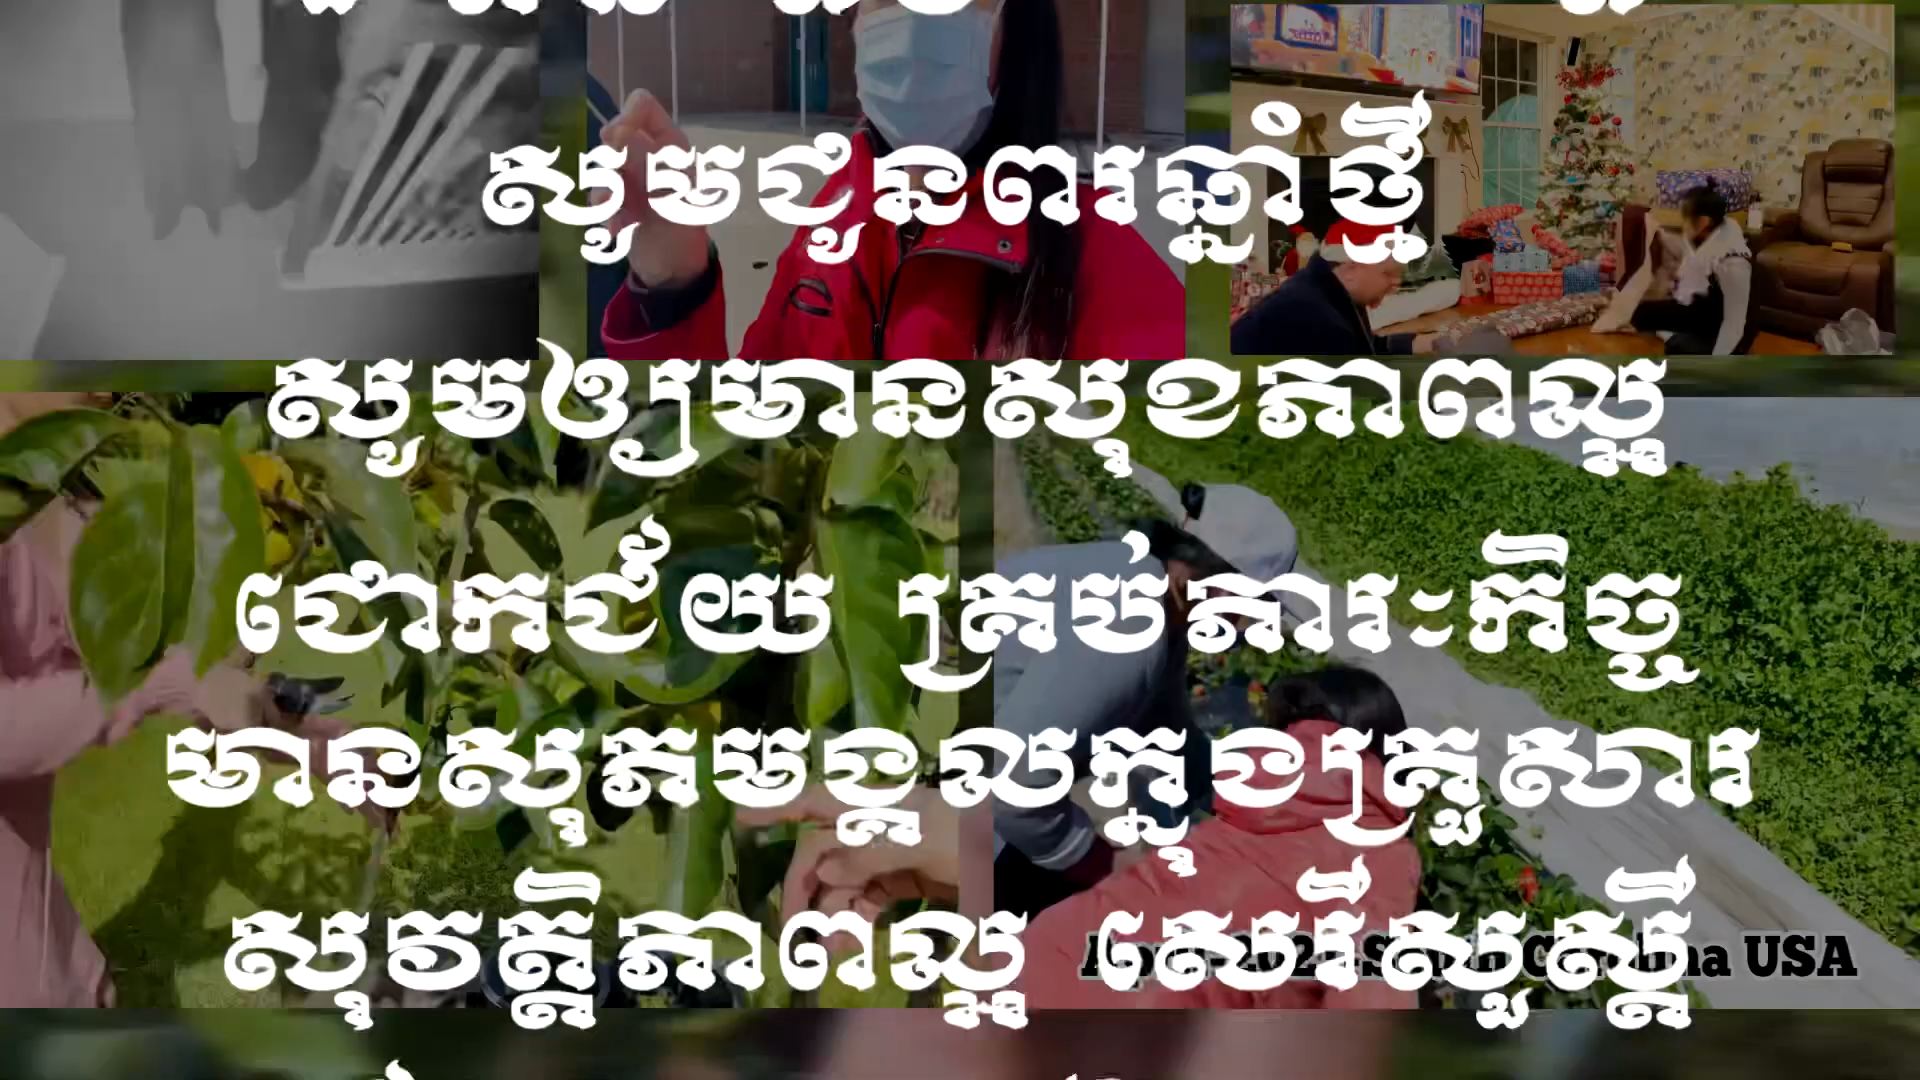 សូមជូនពរឆ្នាំថ្មី
សូមឲ្យមានសុខភាពល្អ
ជោកជ័យ គ្រប់ភារៈកិច្ច
មានសុភមង្គលក្នុងគ្រួសារ
សុវត្តិភាពល្អ សេរីសួស្តី
USA